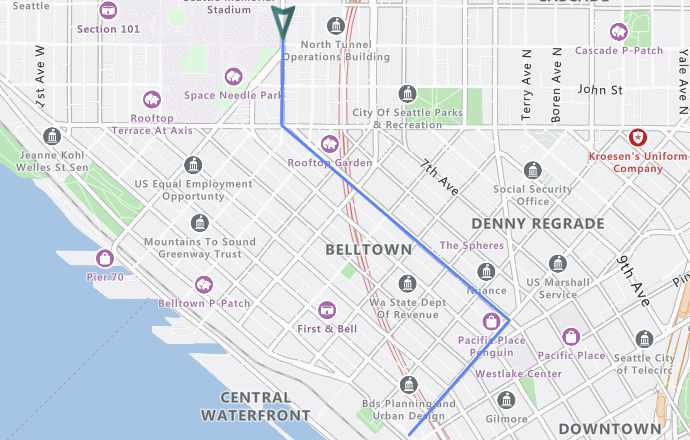 CASCADE
Seattle Memorial
Stadium
Seattle
Section 101
North Tunnel
Operations Building
Cascade P-Patch
1st Ave W
Space Needle Park
Terry Ave N
Boren Ave N
Yale Ave N
John St
Rooftop
Terrace At Axis
City Of Seattle Parks
& Recreation
Jeanne Kohl
Welles St Sen
Rooftop Garden
Kroesen's Uniform
Company
7th Ave
US Equal Employment
Opportunity
Social Security
Office
DENNY REGRADE
Mountains To Sound
Greenway Trust
BELLTOWN
The Spheres
Pier 70
Nuance
US Marshall
Service
9th Ave
Pin
Belltown P-Patch
Wa State Dept
Of Revenue
First & Bell
Pacific Place
Penguin
Pacific Place
Seattle City
of Telecirc
Westlake Center
CENTRAL
WATERFRONT
Bds Planning and
Urban Design
Gilmore
DOWNTOWN